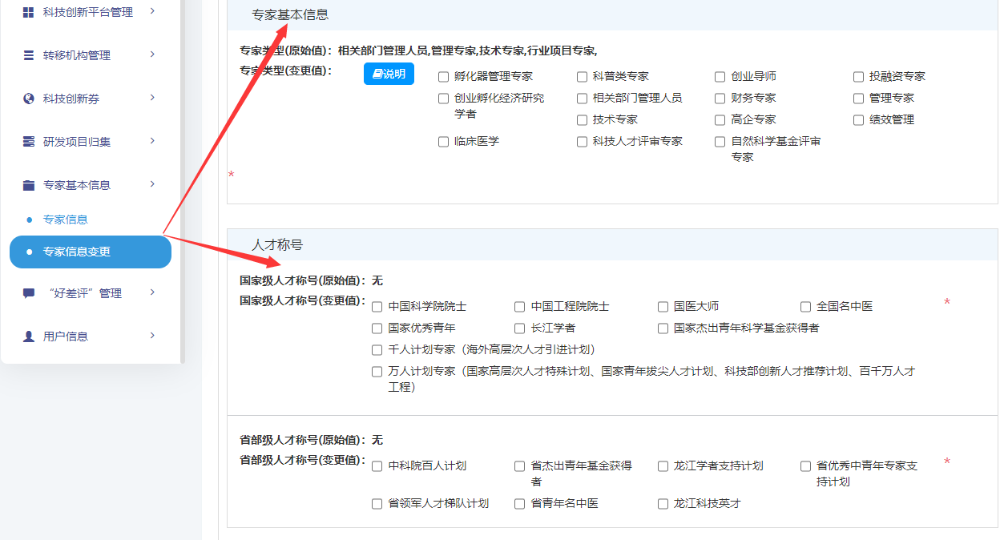 科技创新平台管理
转移机构管理
科技创新券
研发项目归集
专家基本信息
专家信息
专家信息变更
“好差评”管理
用户信息
专家基本信息
专家类型(原始值)：相关部门管理人员,管理专家,技术专家,行业项目专家,
专家类型(变更值)：
说明
孵化器管理专家 科普类专家 创业导师 投融资专家
创业孵化经济研究 相关部门管理人员 财务专家 管理专家
学者
技术专家 高企专家 绩效管理
临床医学 科技人才评审专家 自然科学基金评审
专家
*
人才称号
国家级人才称号(原始值)：无
国家级人才称号(变更值)：
中国科学院院士 中国工程院院士 国医大师 全国名中医 *
国家优秀青年 长江学者 国家杰出青年科学基金获得者
千人计划专家（海外高层次人才引进计划）
万人计划专家（国家高层次人才特殊计划、国家青年拔尖人才计划、科技部创新人才推荐计划、百千万人才
工程）
省部级人才称号(原始值)：无
省部级人才称号(变更值)：
中科院百人计划 省杰出青年基金获得 龙江学者支持计划 省优秀中青年专家支 *
者 持计划
省领军人才梯队计划 省青年名中医 龙江科技英才